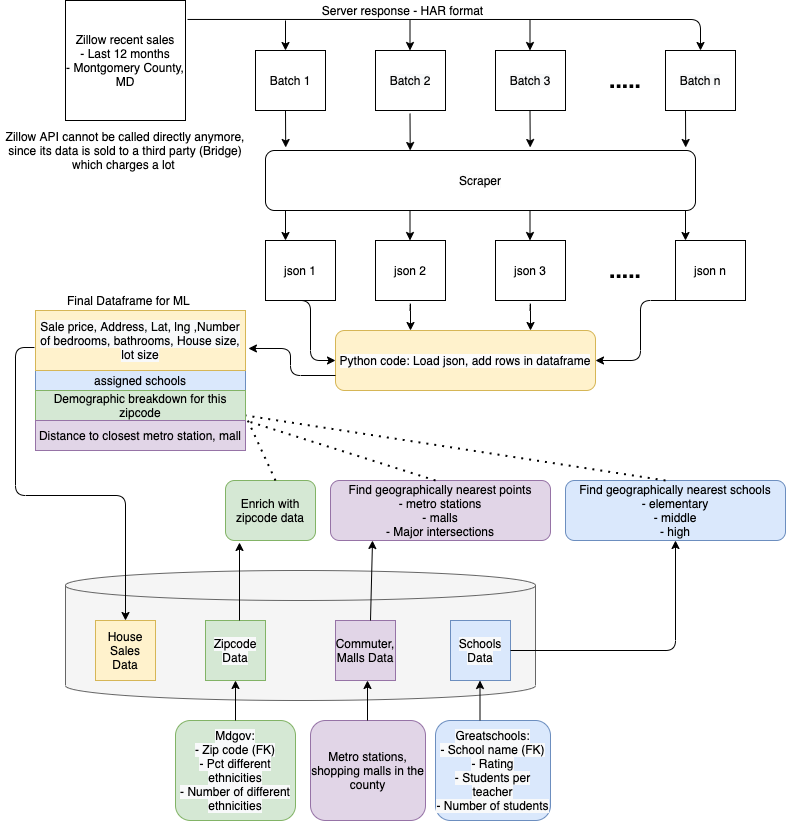 Server response - HAR format
Zillow recent sales
- Last 12 months
- Montgomery County,
MD
Batch 1
Batch 2
Batch 3
.....
Batch n
Zillow API cannot be called directly anymore,
since its data is sold to a third party (Bridge)
which charges a lot
Scraper
json 1
json 2
json 3
.....
json n
Final Dataframe for ML
Sale price, Address, Lat, lng ,Number
of bedrooms, bathrooms, House size,
lot size
assigned schools
Demographic breakdown for this
zipcode
Distance to closest metro station, mall
Python code: Load json, add rows in dataframe
Enrich with
zipcode data
Find geographically nearest points
- metro stations
- malls
- Major intersections
Find geographically nearest schools
- elementary
- middle
- high
House
Sales
Data
Zipcode
Data
Commuter,
Malls Data
Schools
Data
Mdgov:
- Zip code (FK)
- Pct different
ethnicities
- Number of different
ethnicities
Metro stations,
shopping malls in the
county
Greatschools:
- School name (FK)
- Rating
- Students per
teacher
- Number of students